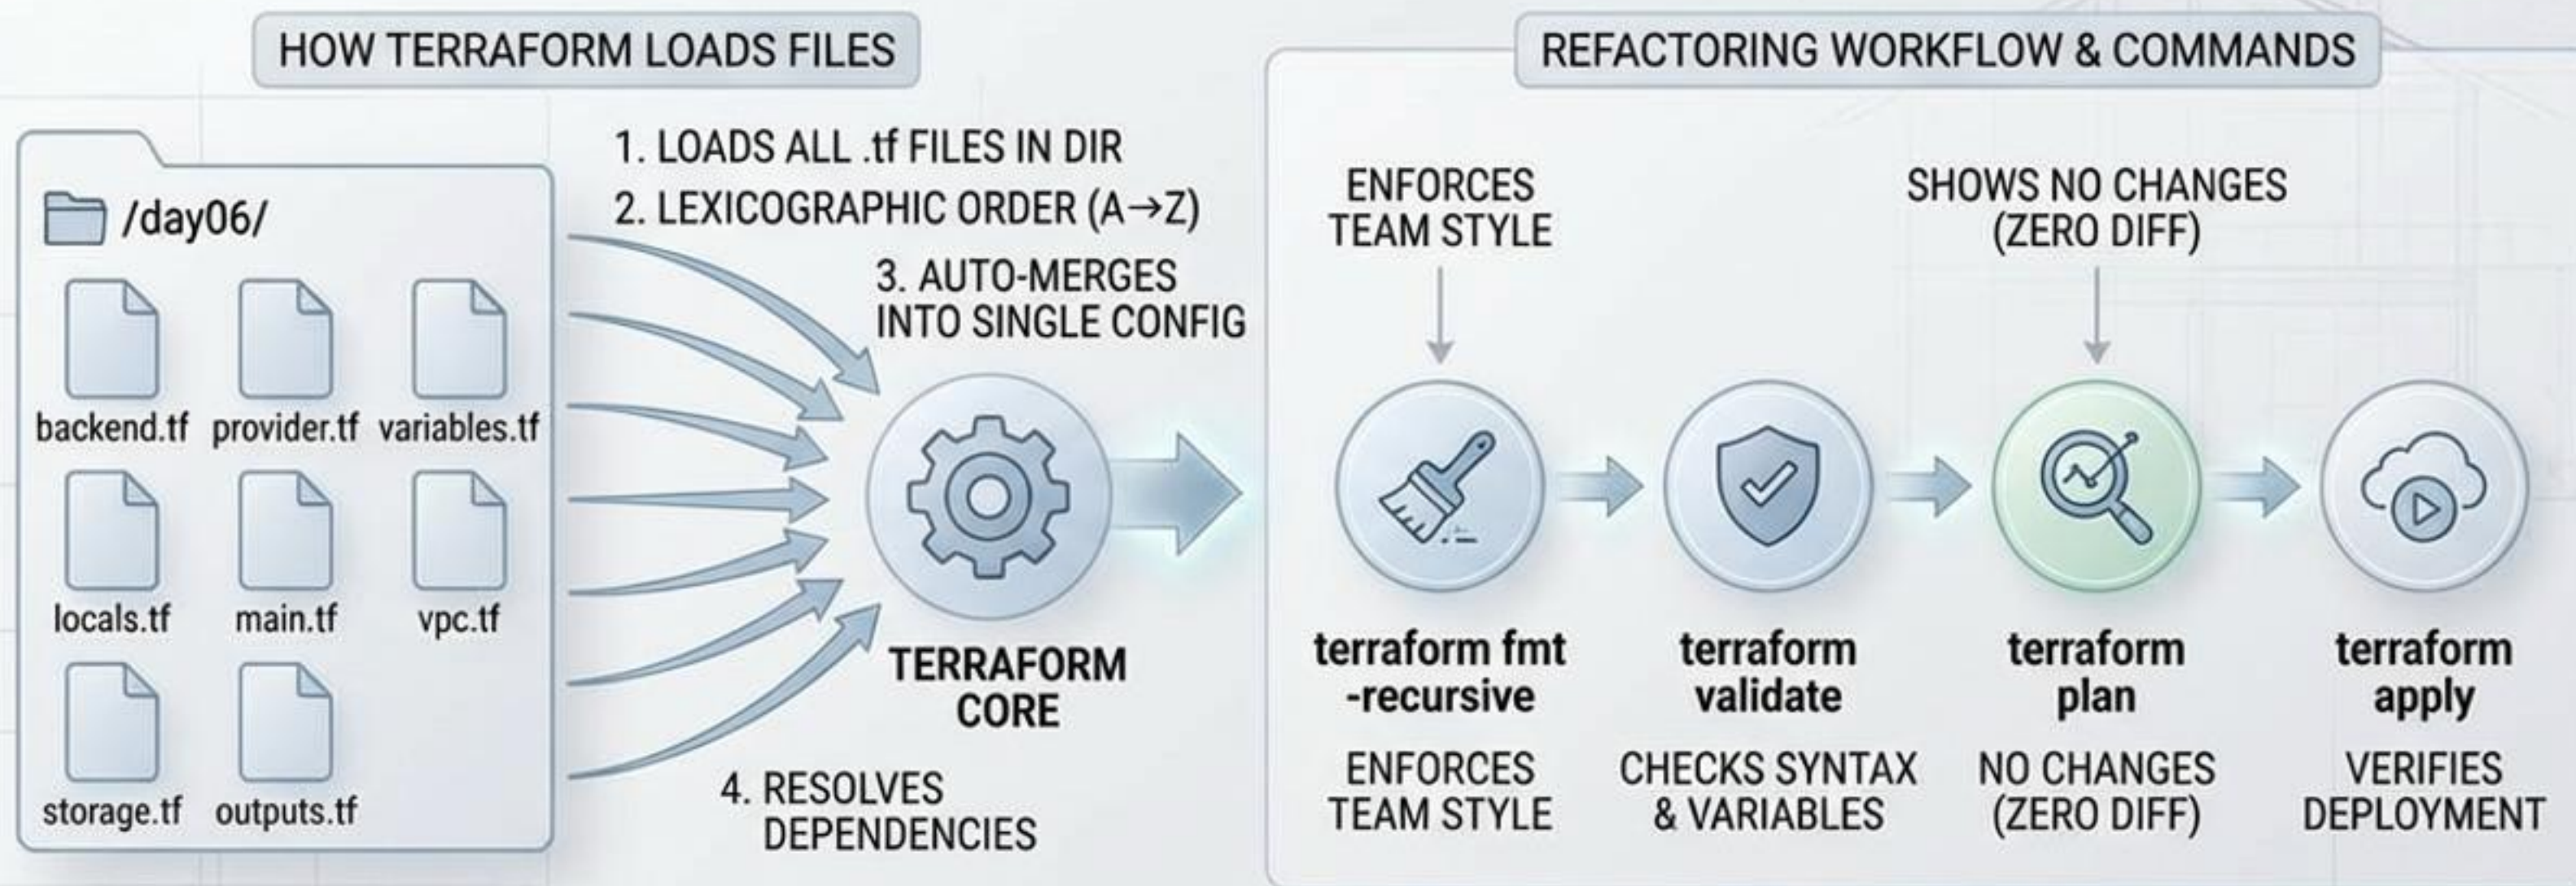 HOW TERRAFORM LOADS FILES
/day06/
backend.tf
provider.tf
variables.tf
locals.tf
main.tf
vpc.tf
storage.tf
outputs.tf
1. LOADS ALL .tf FILES IN DIR
2. LEXICOGRAPHIC ORDER (A→Z)
3. AUTO-MERGES
INTO SINGLE CONFIG
TERRAFORM
CORE
4. RESOLVES
DEPENDENCIES
REFACTORING WORKFLOW & COMMANDS
ENFORCES
TEAM STYLE
SHOWS NO CHANGES
(ZERO DIFF)
terraform fmt
-recursive
ENFORCES
TEAM STYLE
terraform
validate
CHECKS SYNTAX
& VARIABLES
terraform
plan
NO CHANGES
(ZERO DIFF)
terraform
apply
VERIFIES
DEPLOYMENT